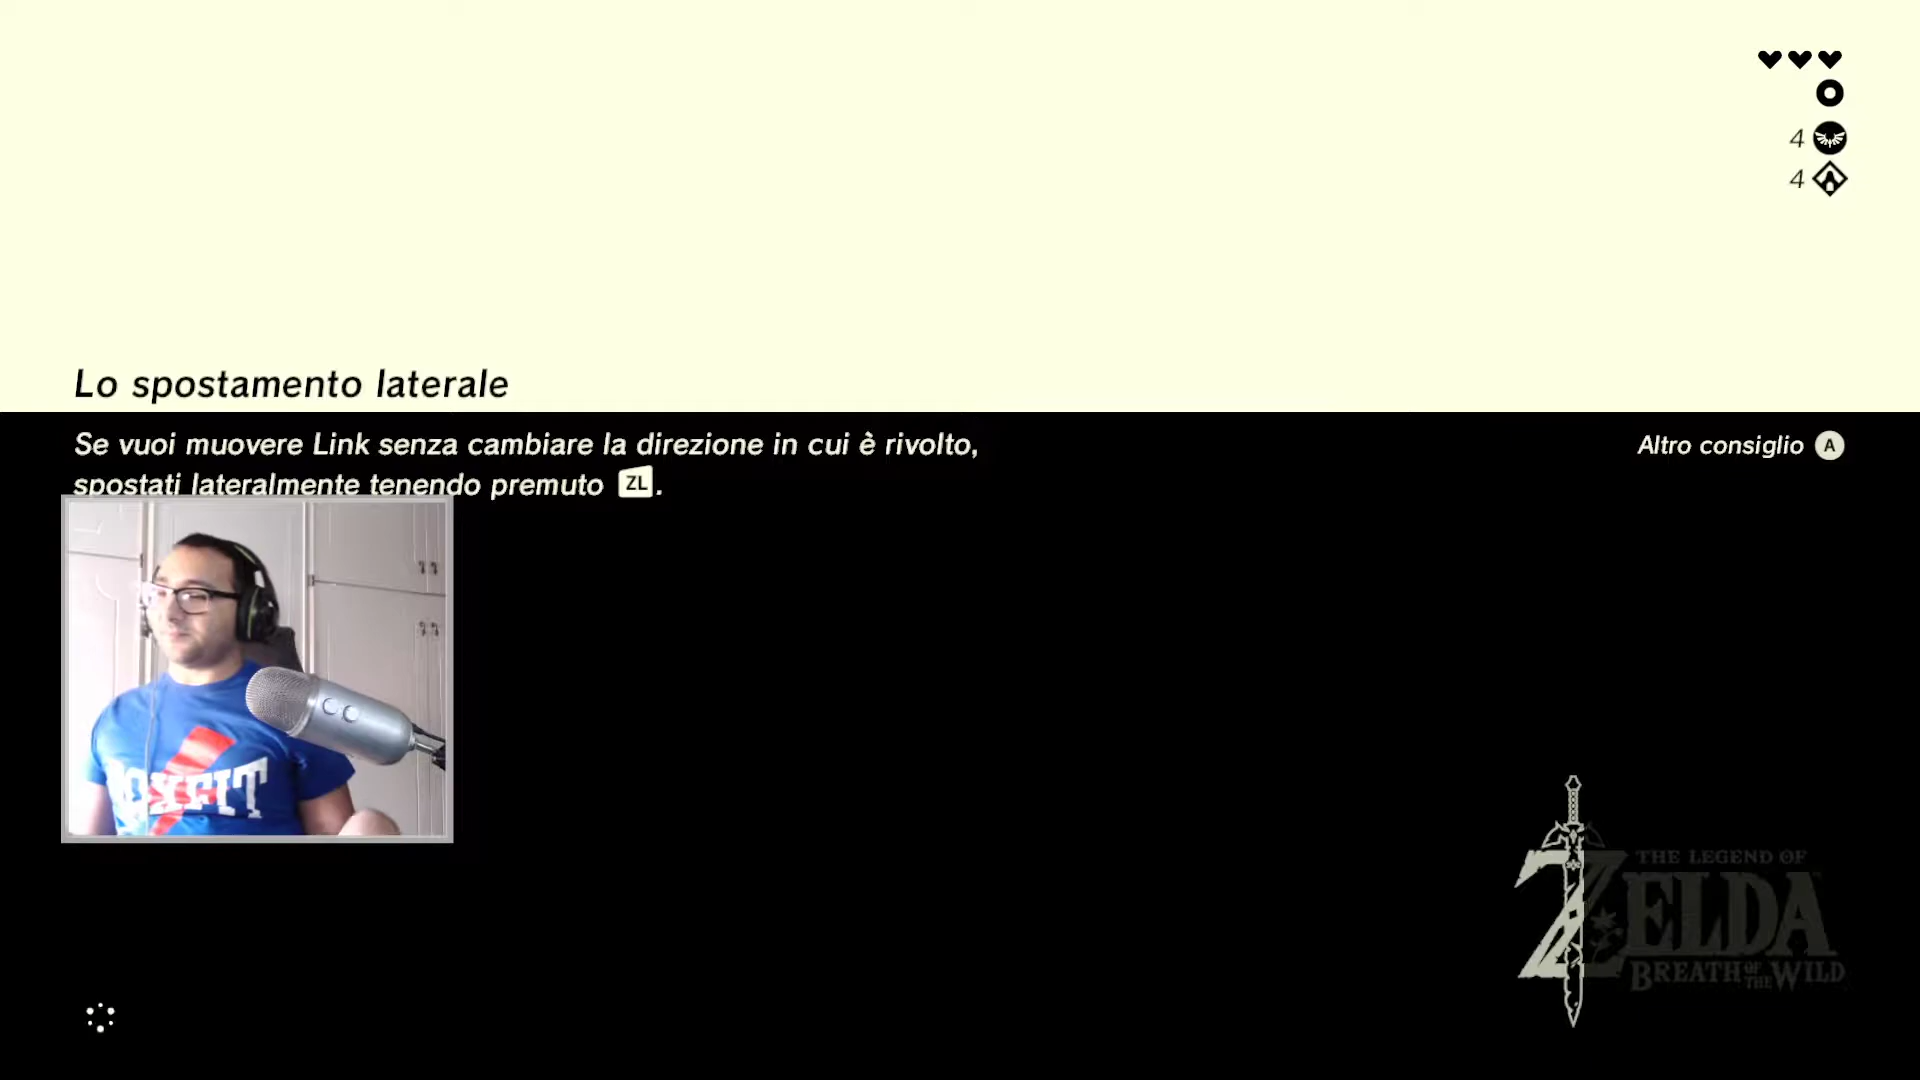 4
4
Lo spostamento laterale
Se vuoi muovere Link senza cambiare la direzione in cui è rivolto,
spostati lateralmente tenendo premuto ZL.
Altro consiglio A
BOXFIT
THE LEGEND OF
ZELDA
BREATH OF THE WILD